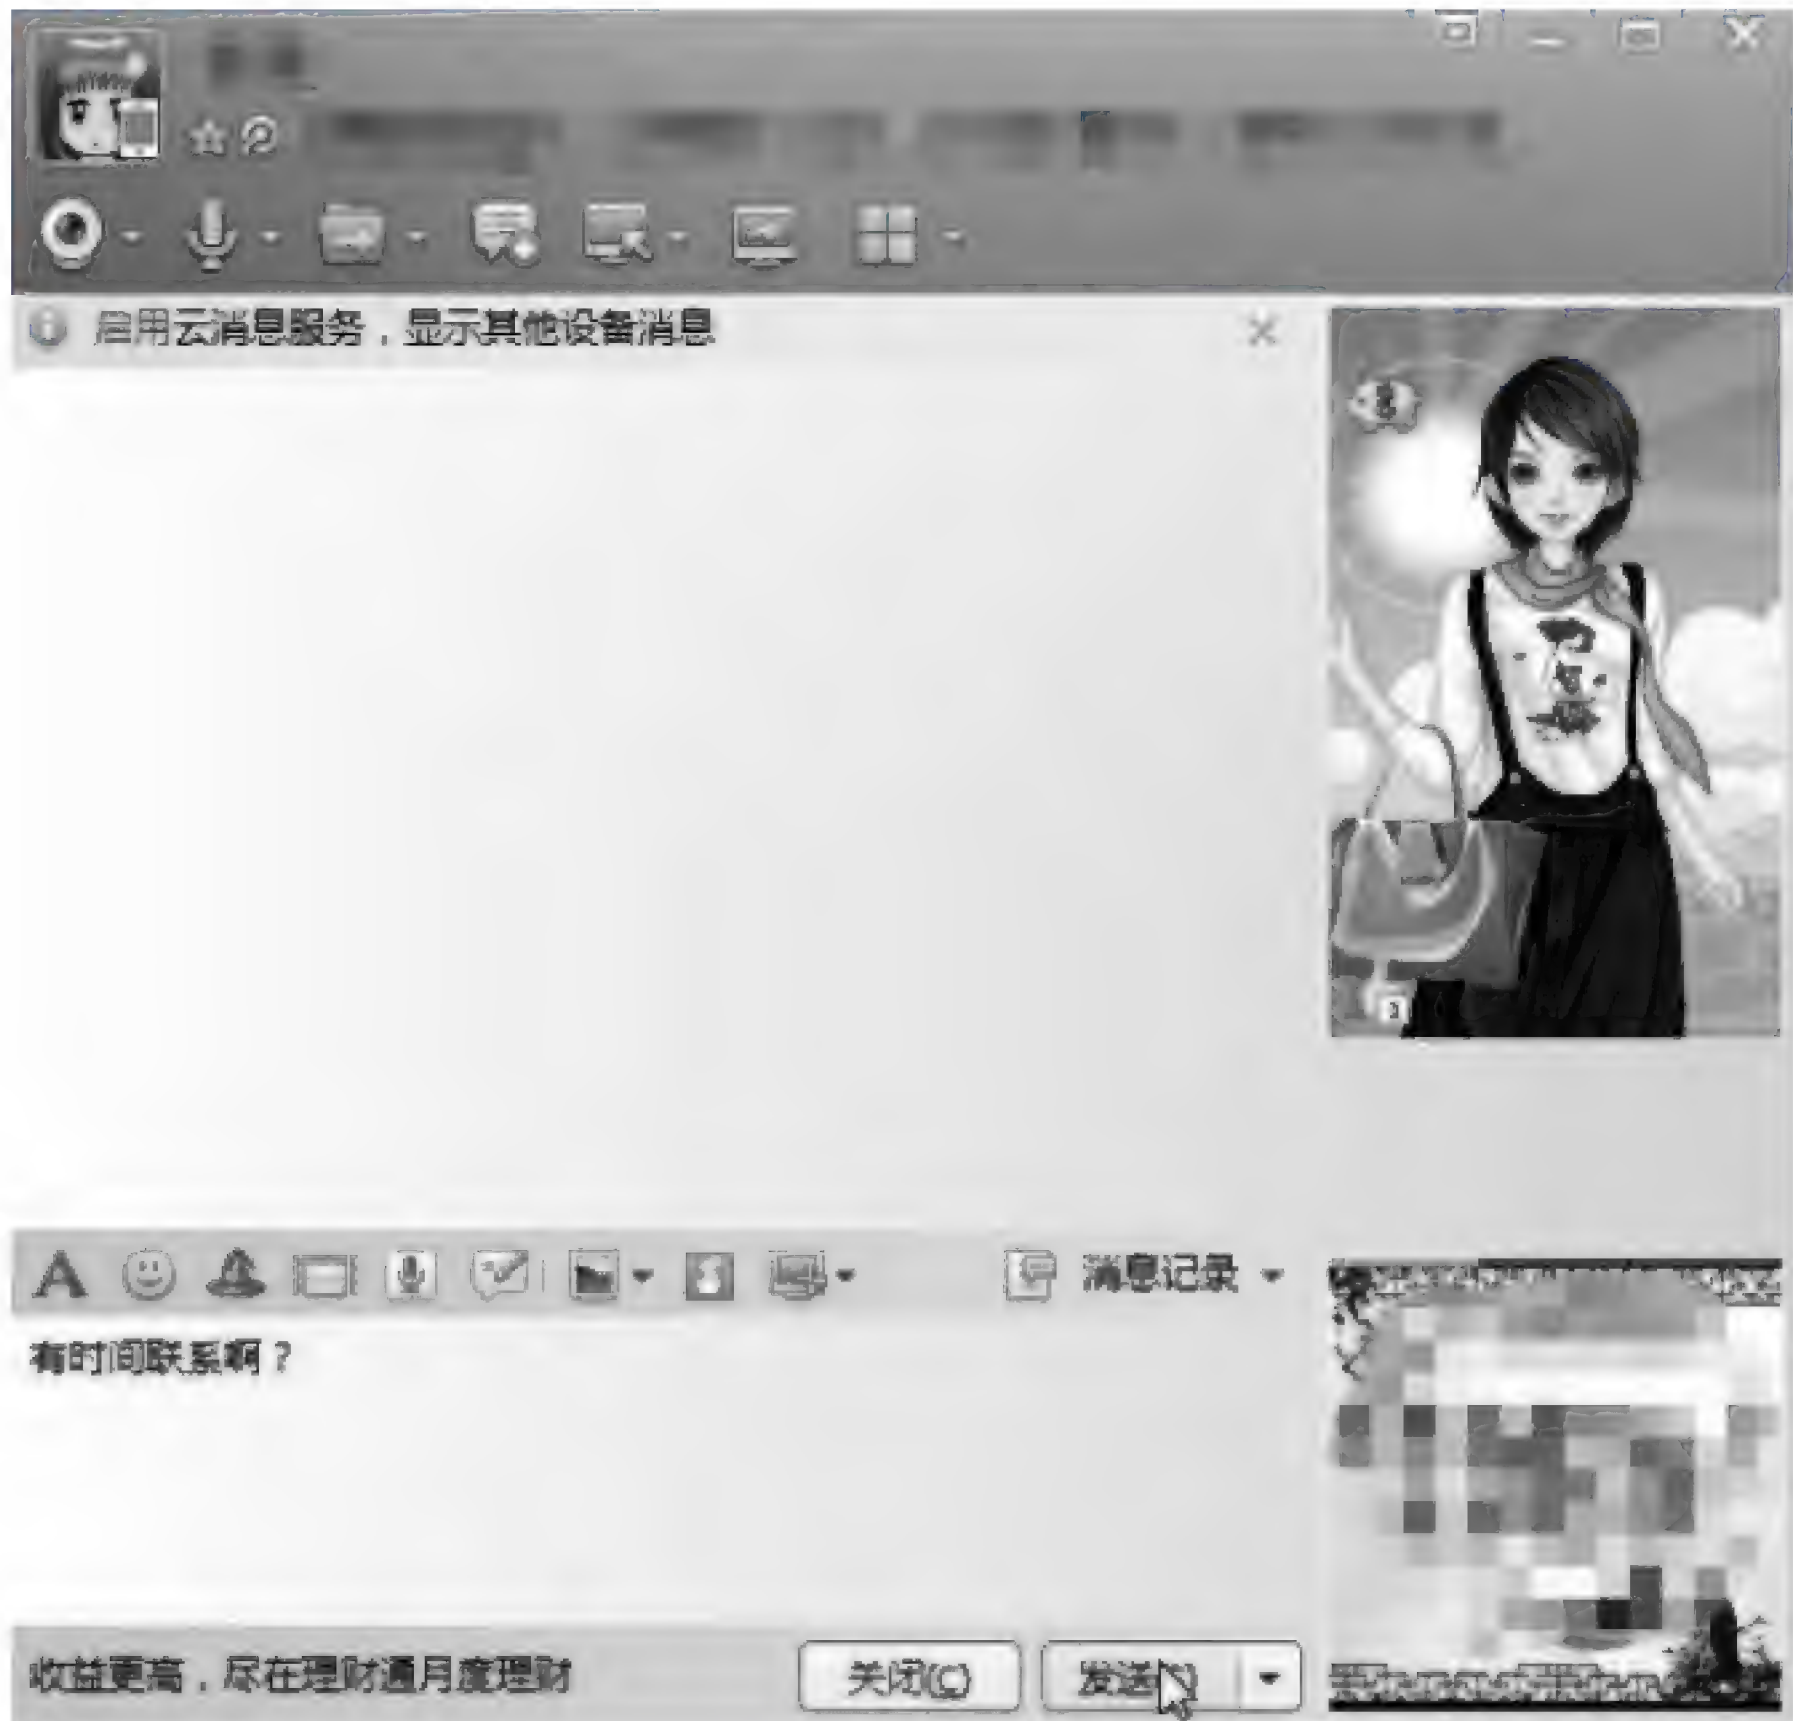 启用云消息服务，显示其他设备消息
消息记录
有时间联系啊？
收益更高，尽在理财通月度理财
关闭(C)
发送